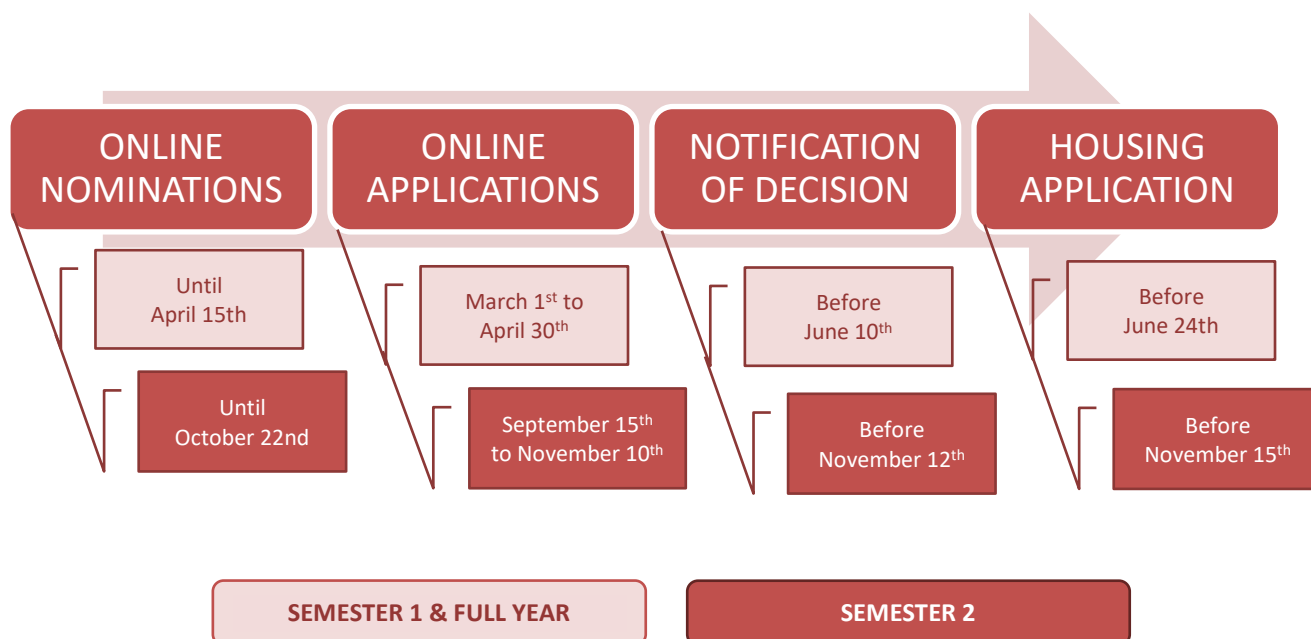 ONLINE
NOMINATIONS
ONLINE
APPLICATIONS
NOTIFICATION
OF DECISION
HOUSING
APPLICATION
Until
April 15th
March 1st to
April 30th
Before
June 10th
Before
June 24th
Until
October 22nd
September 15th
to November 10th
Before
November 12th
Before
November 15th
SEMESTER 1 & FULL YEAR
SEMESTER 2